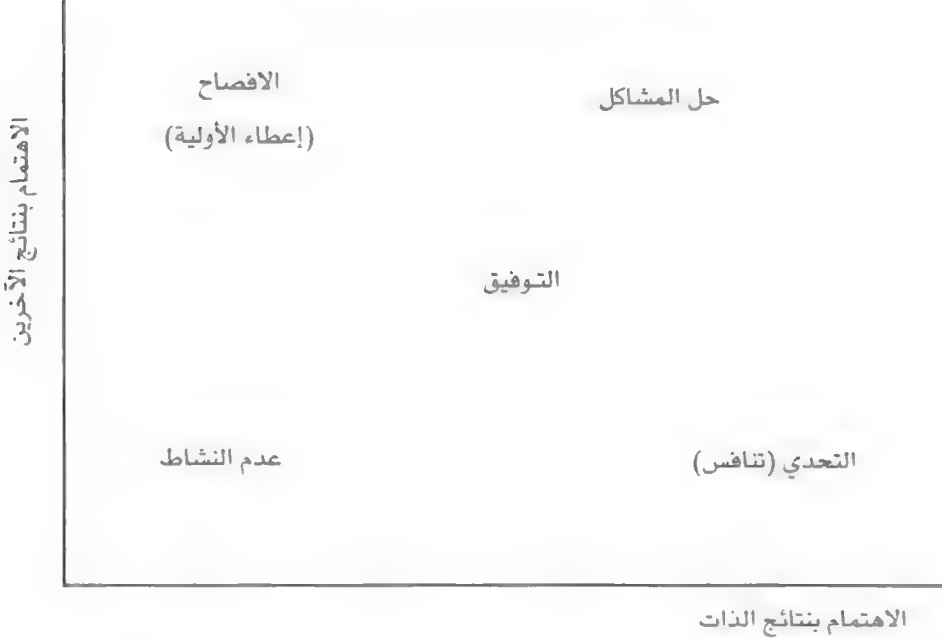 الافصاح
(إعطاء الأولية)
حل المشاكل
الاهتمام بنتائج الآخرين
التوفيق
عدم النشاط
التحدي (تنافس)
الاهتمام بنتائج الذات